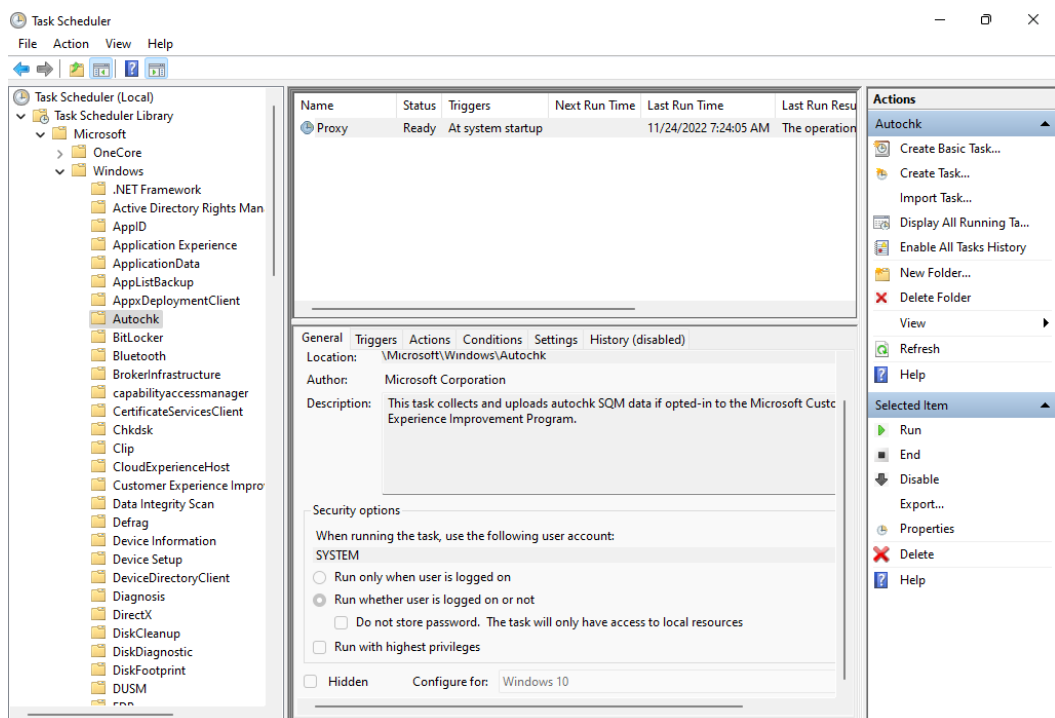 Task Scheduler
File Action View Help
Task Scheduler (Local)
Task Scheduler Library
Microsoft
OneCore
Windows
.NET Framework
Active Directory Rights Man
AppID
Application Experience
ApplicationData
AppListBackup
AppxDeploymentClient
Autochk
BitLocker
Bluetooth
BrokerInfrastructure
capabilityaccessmanager
CertificateServicesClient
Chkdsk
Clip
CloudExperienceHost
Customer Experience Impro
Data Integrity Scan
Defrag
Device Information
Device Setup
DeviceDirectoryClient
Diagnosis
DirectX
DiskCleanup
DiskDiagnostic
DiskFootprint
DUSM
Name Status Triggers Next Run Time Last Run Time Last Run Resu
Proxy Ready At system startup 11/24/2022 7:24:05 AM The operation
General Triggers Actions Conditions Settings History (disabled)
Location: \Microsoft\Windows\Autochk
Author: Microsoft Corporation
Description: This task collects and uploads autochk SQM data if opted-in to the Microsoft Custo
Experience Improvement Program.
Security options
When running the task, use the following user account:
SYSTEM
Run only when user is logged on
Run whether user is logged on or not
Do not store password. The task will only have access to local resources
Run with highest privileges
Hidden Configure for: Windows 10
Actions
Autochk
Create Basic Task...
Create Task...
Import Task...
Display All Running Ta...
Enable All Tasks History
New Folder...
Delete Folder
View
Refresh
Help
Selected Item
Run
End
Disable
Export...
Properties
Delete
Help